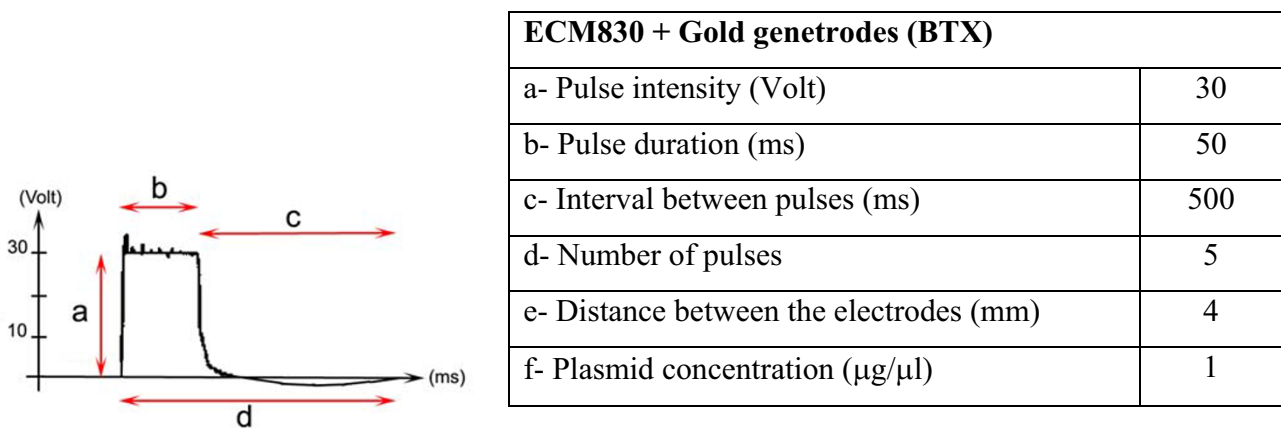 (Volt)
30
10
a
b
c
d
(ms)
ECM830 + Gold genetrodes (BTX)
a- Pulse intensity (Volt) 30
b- Pulse duration (ms) 50
c- Interval between pulses (ms) 500
d- Number of pulses 5
e- Distance between the electrodes (mm) 4
f- Plasmid concentration (μg/μl) 1